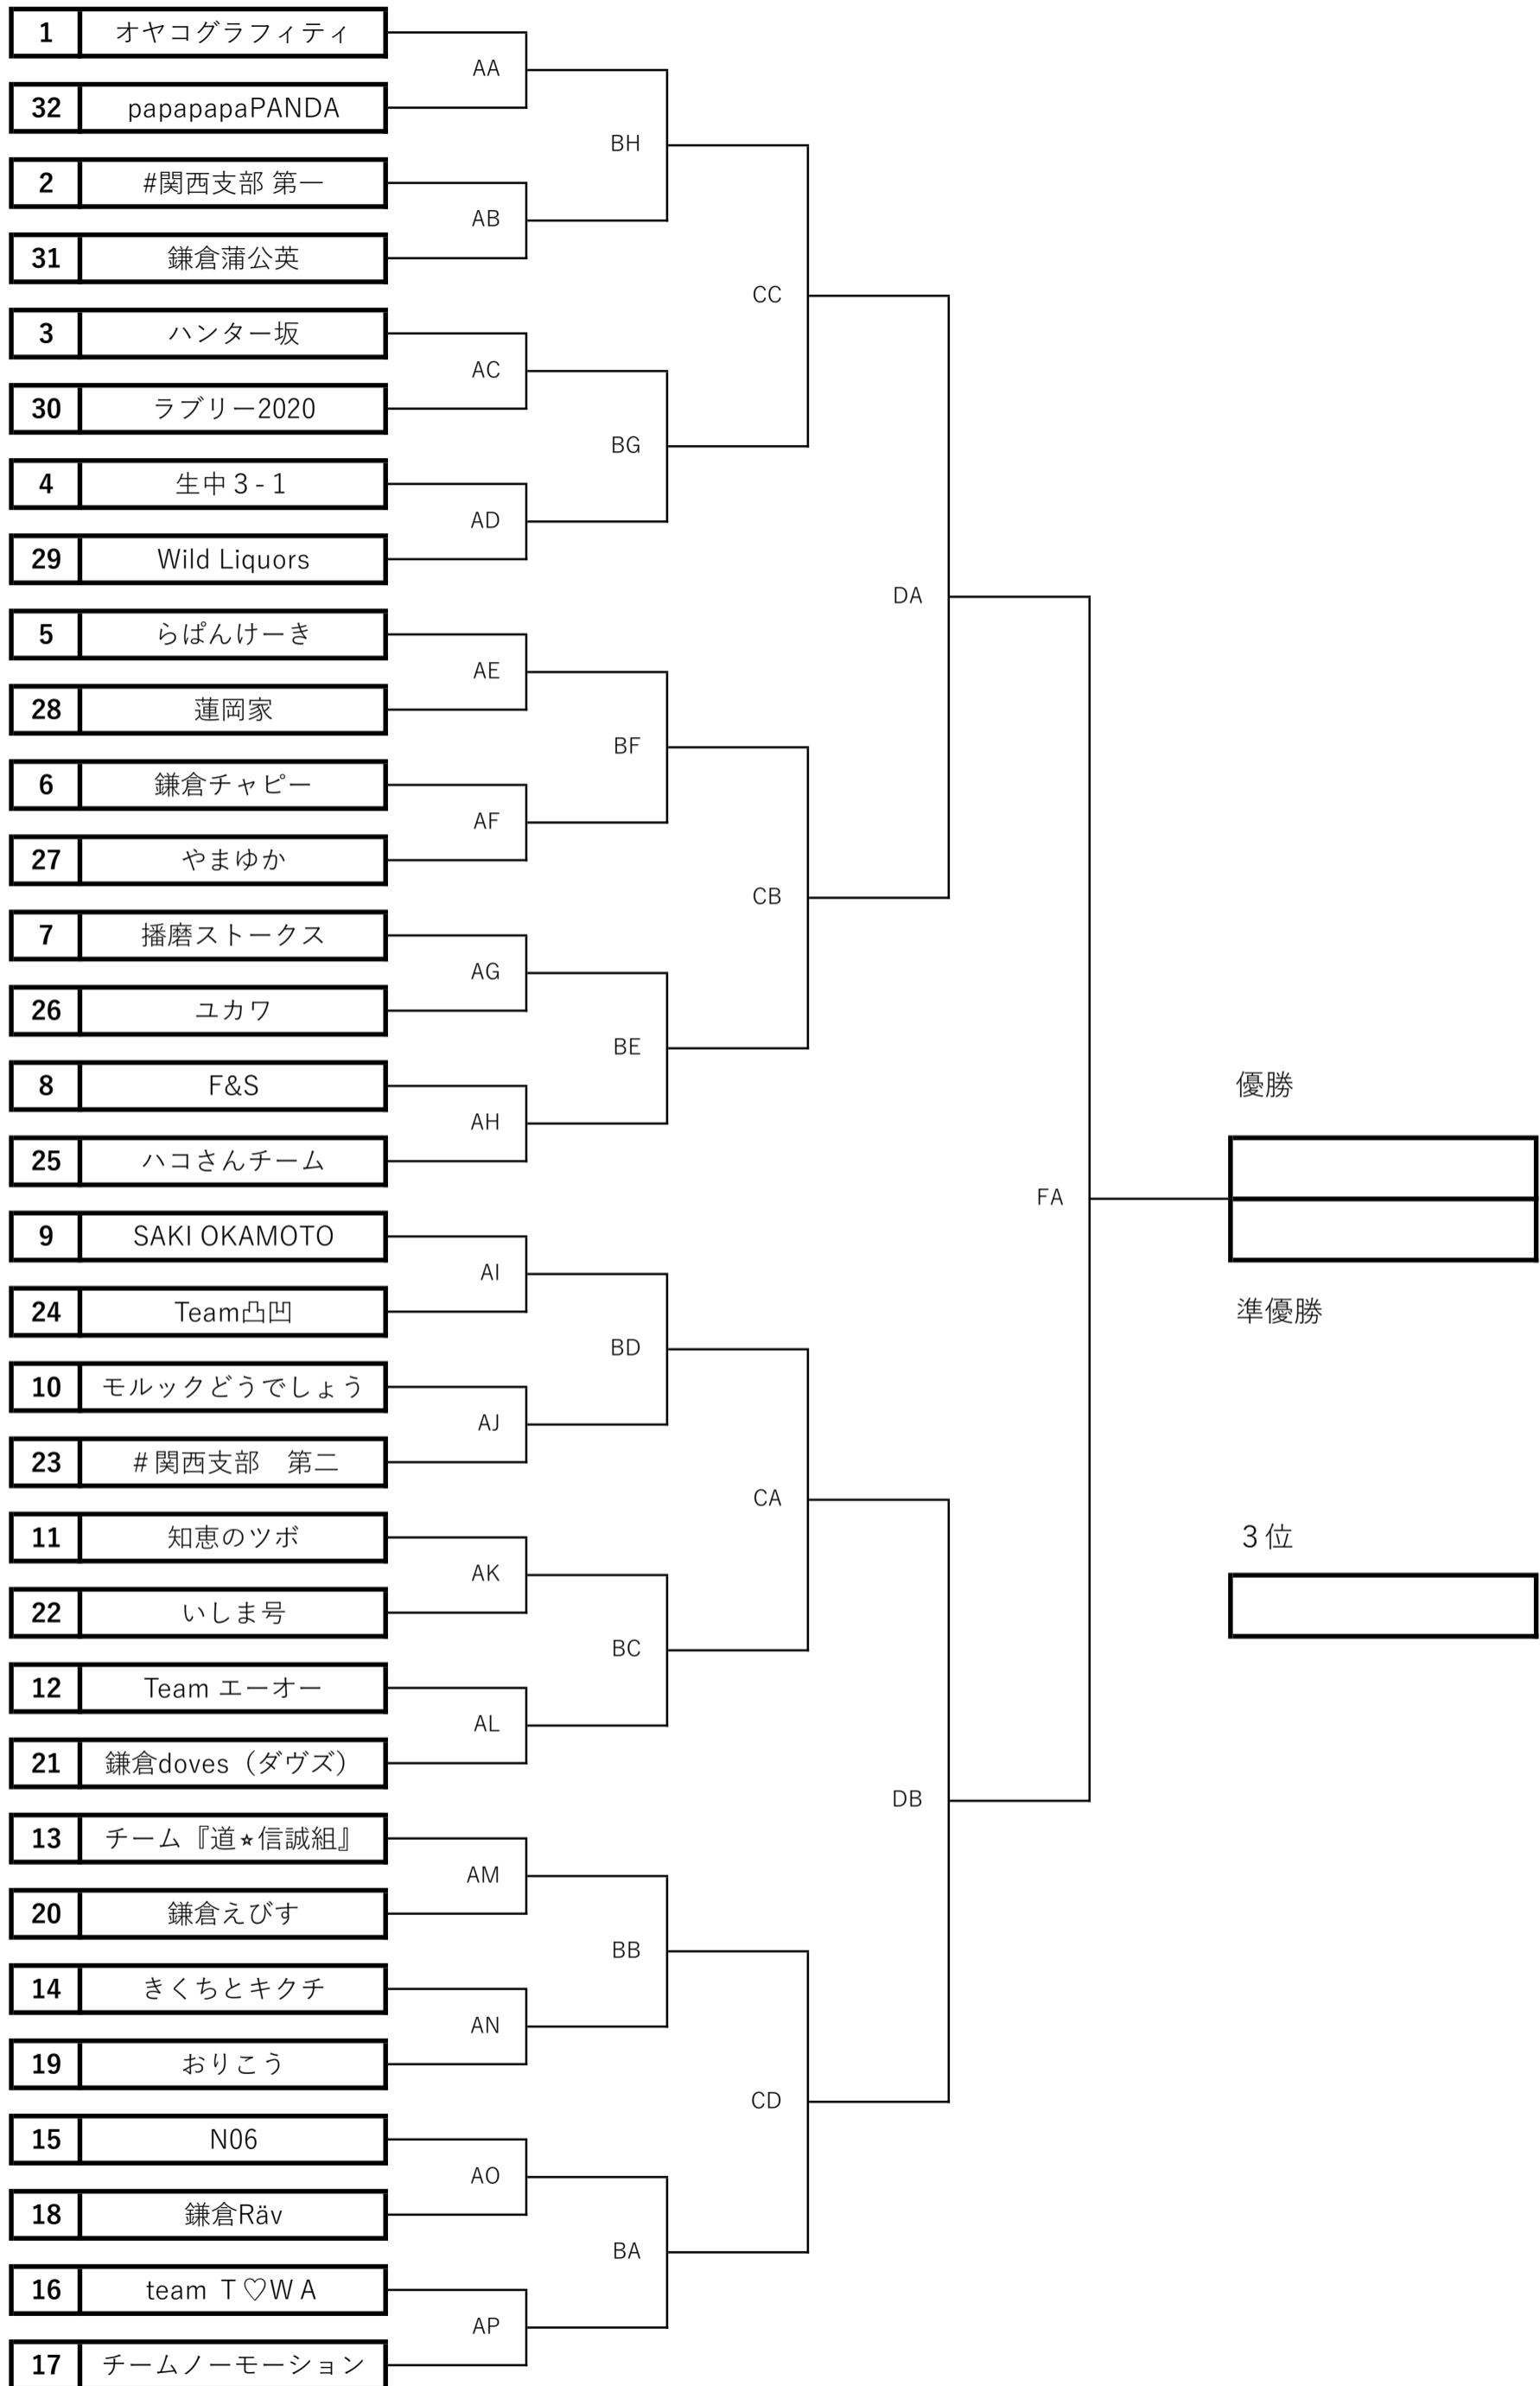 1 オヤコグラフィティ
AA
32 papapapaPANDA
BH
2 #関西支部 第一
AB
31 鎌倉蒲公英
CC
3 ハンター坂
AC
30 ラブリー2020
BG
4 生中３-１
AD
29 Wild Liquors
DA
5 らぱんけーき
AE
28 蓮岡家
BF
6 鎌倉チャピー
AF
27 やまゆか
CB
7 播磨ストークス
AG
26 ユカワ
BE
8 F&S
優勝
AH
25 ハコさんチーム
FA
9 SAKI OKAMOTO
AI
24 Team凸凹
準優勝
BD
10 モルックどうでしょう
AJ
23 ＃関西支部　第二
CA
11 知恵のツボ
３位
AK
22 いしま号
BC
12 Team エーオー
AL
21 鎌倉doves（ダヴズ）
DB
13 チーム『道⭐︎信誠組』
AM
20 鎌倉えびす
BB
14 きくちとキクチ
AN
19 おりこう
CD
15 N06
AO
18 鎌倉Räv
BA
16 team Ｔ♡ＷＡ
AP
17 チームノーモーション